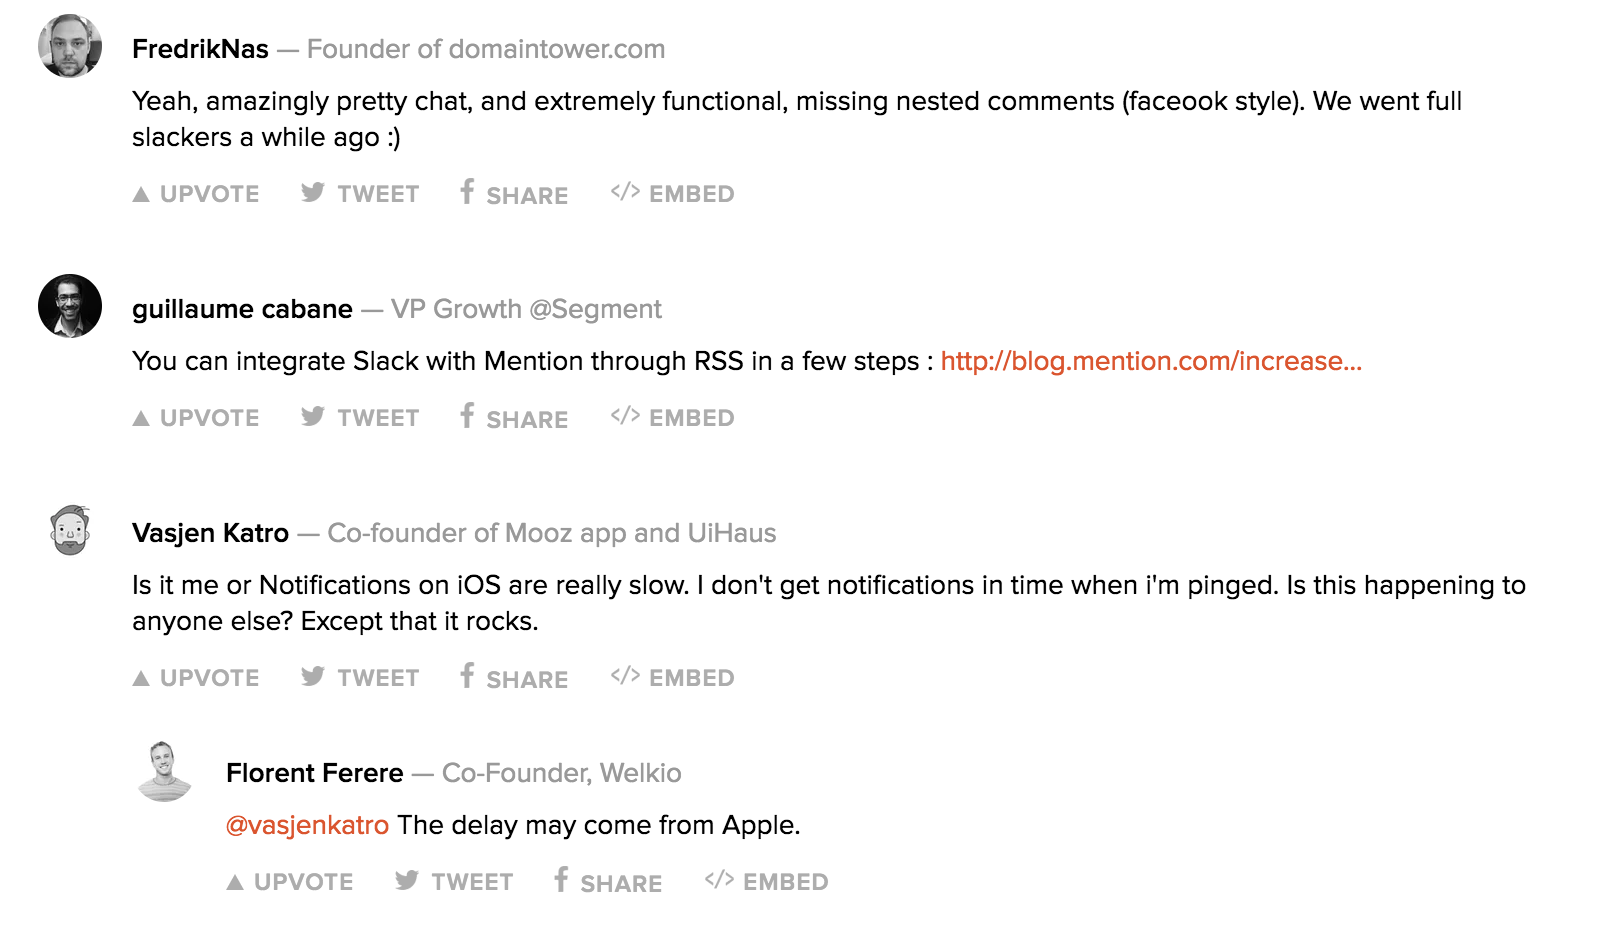 FredrikNas — Founder of domaintower.com
Yeah, amazingly pretty chat, and extremely functional, missing nested comments (faceook style). We went full
slackers a while ago :)
▲ UPVOTE TWEET SHARE </> EMBED
guillaume cabane — VP Growth @Segment
You can integrate Slack with Mention through RSS in a few steps : http://blog.mention.com/increase...
▲ UPVOTE TWEET SHARE </> EMBED
Vasjen Katro — Co-founder of Mooz app and UiHaus
Is it me or Notifications on iOS are really slow. I don't get notifications in time when i'm pinged. Is this happening to
anyone else? Except that it rocks.
▲ UPVOTE TWEET SHARE </> EMBED
Florent Ferere — Co-Founder, Welkio
@vasjenkatro The delay may come from Apple.
▲ UPVOTE TWEET SHARE </> EMBED